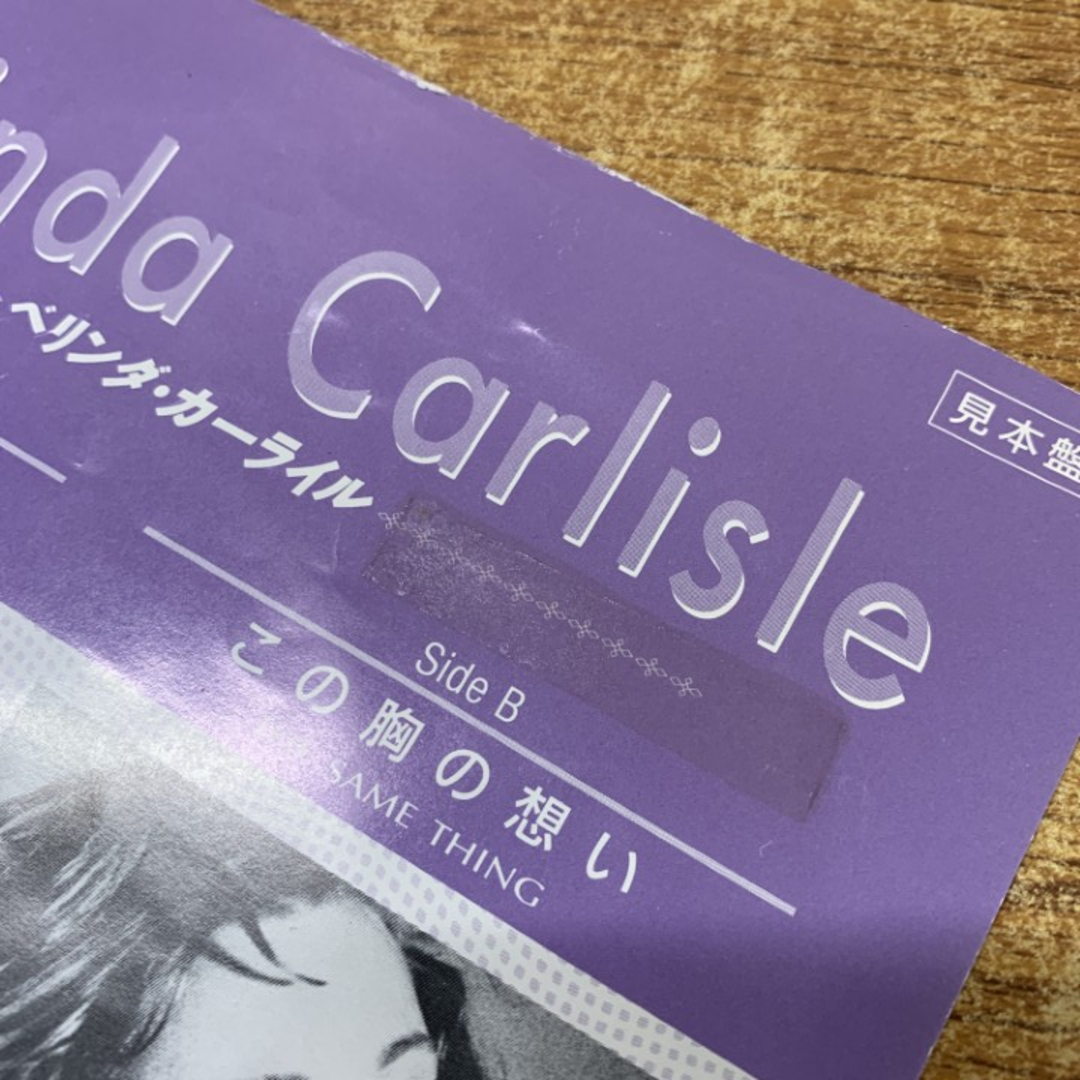 inda Carlisle
ベリンダ・カーライル
見本盤
Side B
この胸の想い
SAME THING